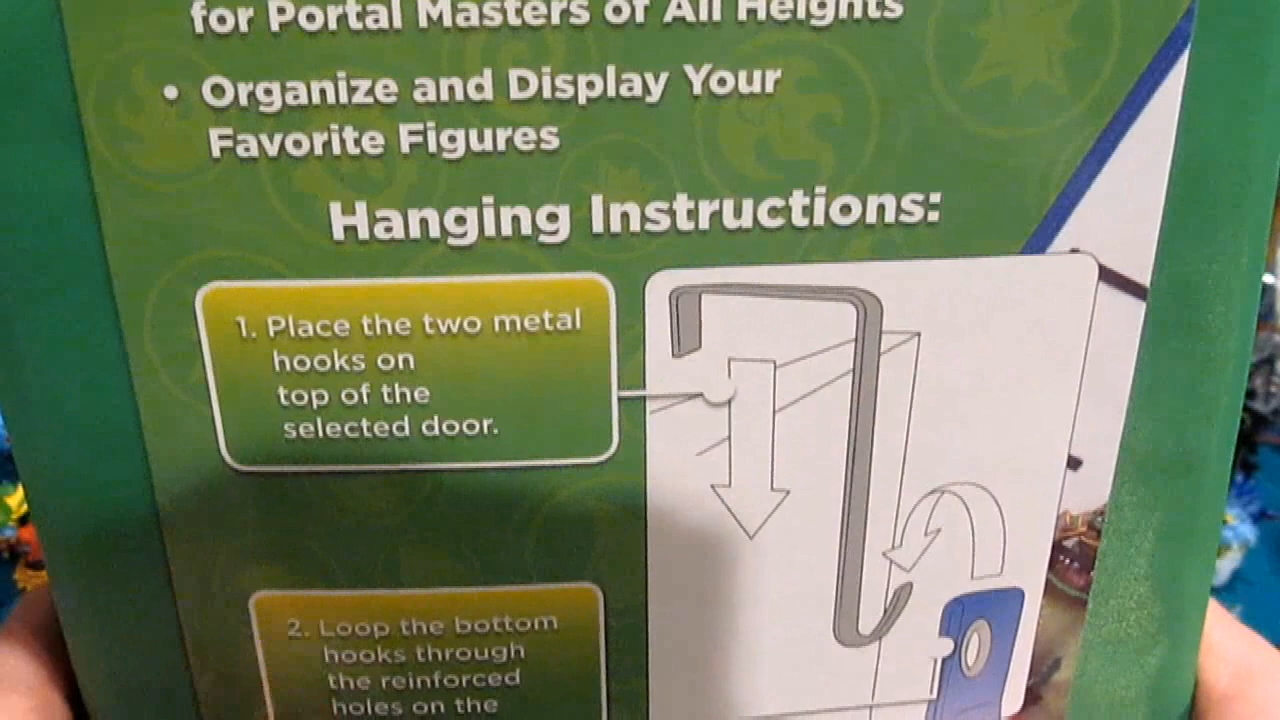 for Portal Masters of All Heights
• Organize and Display Your
Favorite Figures
Hanging Instructions:
1. Place the two metal
hooks on
top of the
selected door.
2. Loop the bottom
hooks through
the reinforced
holes on the